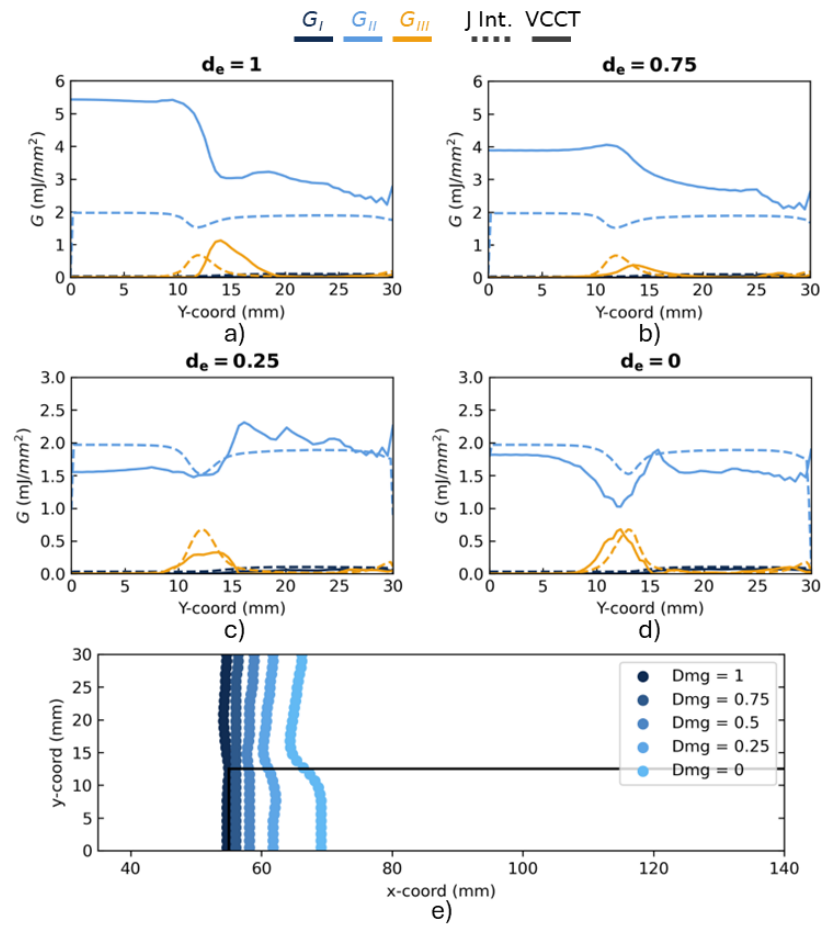 G_I G_II G_III J Int. VCCT
d_e = 1
d_e = 0.75
6
5
4
3
2
1
0
G (mJ/mm²)
0 5 10 15 20 25 30
Y-coord (mm)
a)
6
5
4
3
2
1
0
G (mJ/mm²)
0 5 10 15 20 25 30
Y-coord (mm)
b)
d_e = 0.25
d_e = 0
3.0
2.5
2.0
1.5
1.0
0.5
0.0
G (mJ/mm²)
0 5 10 15 20 25 30
Y-coord (mm)
c)
3.0
2.5
2.0
1.5
1.0
0.5
0.0
G (mJ/mm²)
0 5 10 15 20 25 30
Y-coord (mm)
d)
30
25
20
15
10
5
0
y-coord (mm)
Dmg = 1
Dmg = 0.75
Dmg = 0.5
Dmg = 0.25
Dmg = 0
40 60 80 100 120 140
x-coord (mm)
e)